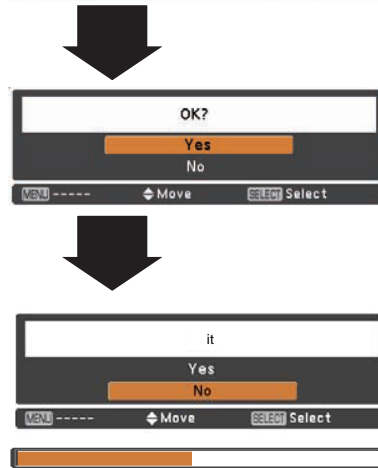 OK?
Yes
No
MENU ----- Move SELECT Select
it
Yes
No
MENU ----- Move SELECT Select